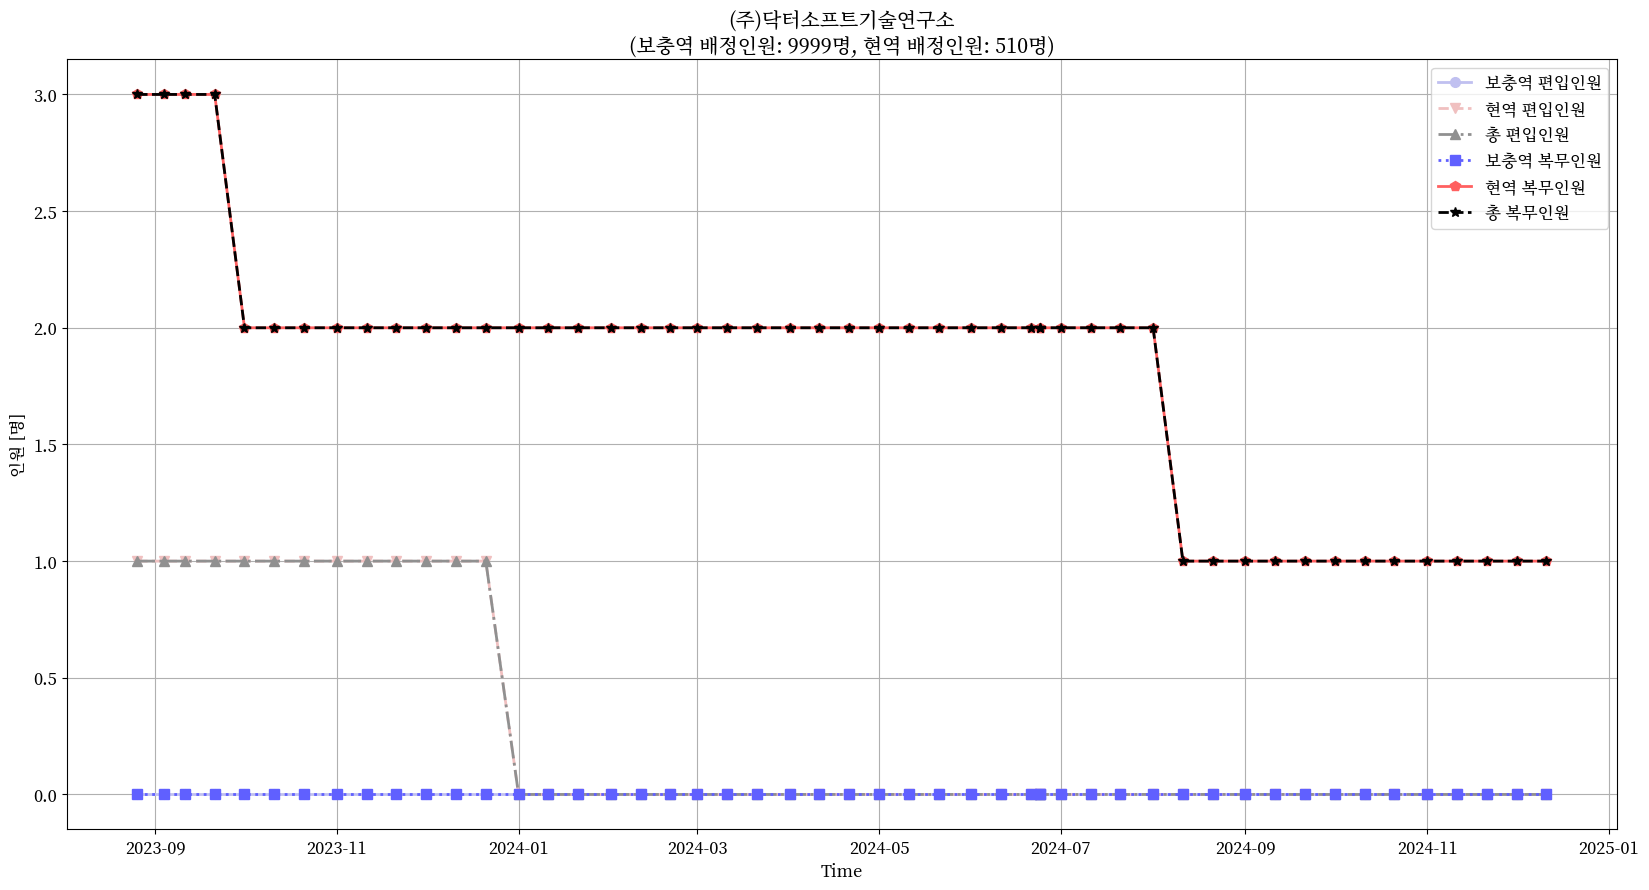 (주)닥터소프트기술연구소
(보충역 배정인원: 9999명, 현역 배정인원: 510명)
보충역 편입인원
현역 편입인원
총 편입인원
보충역 복무인원
현역 복무인원
총 복무인원
인원 [명]
3.0
2.5
2.0
1.5
1.0
0.5
0.0
2023-09 2023-11 2024-01 2024-03 2024-05 2024-07 2024-09 2024-11 2025-01
Time